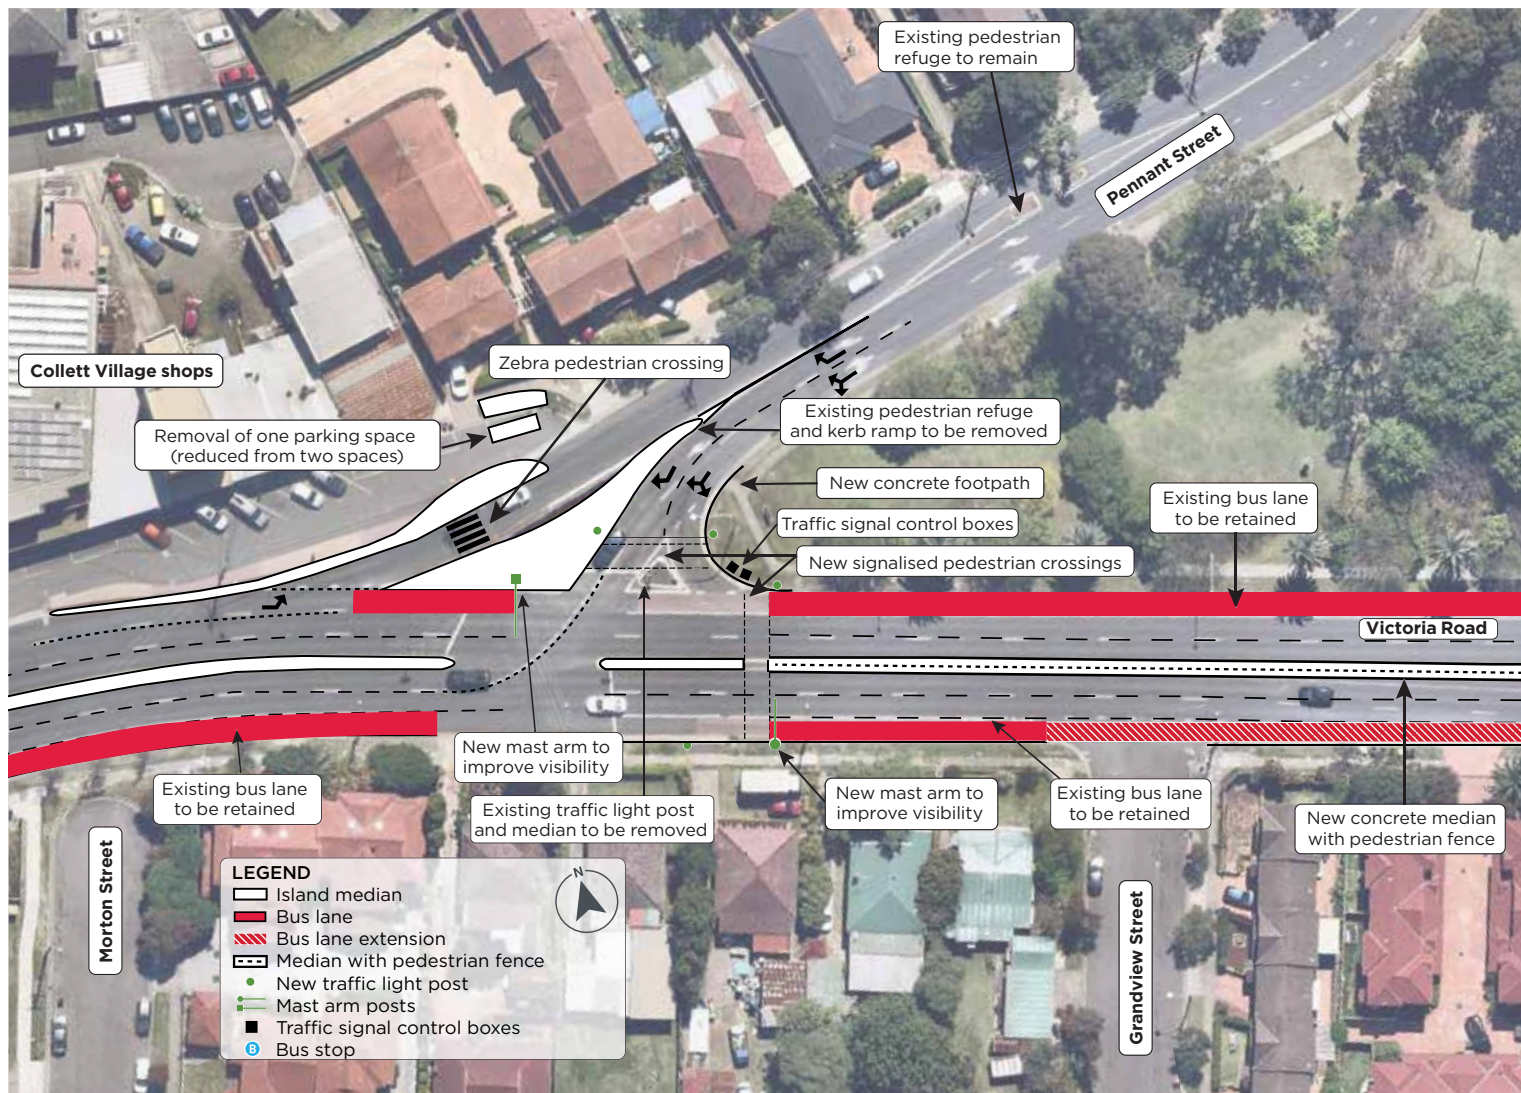 Existing pedestrian
refuge to remain
Pennant Street
Zebra pedestrian crossing
Collett Village shops
Existing pedestrian refuge
and kerb ramp to be removed
Removal of one parking space
(reduced from two spaces)
New concrete footpath
Existing bus lane
to be retained
Traffic signal control boxes
New signalised pedestrian crossings
Victoria Road
New mast arm to
improve visibility
Existing bus lane
to be retained
Existing traffic light post
and median to be removed
New mast arm to
improve visibility
Existing bus lane
to be retained
New concrete median
with pedestrian fence
Morton Street
Grandview Street
LEGEND
N
Island median
Bus lane
Bus lane extension
Median with pedestrian fence
New traffic light post
Mast arm posts
Traffic signal control boxes
B Bus stop